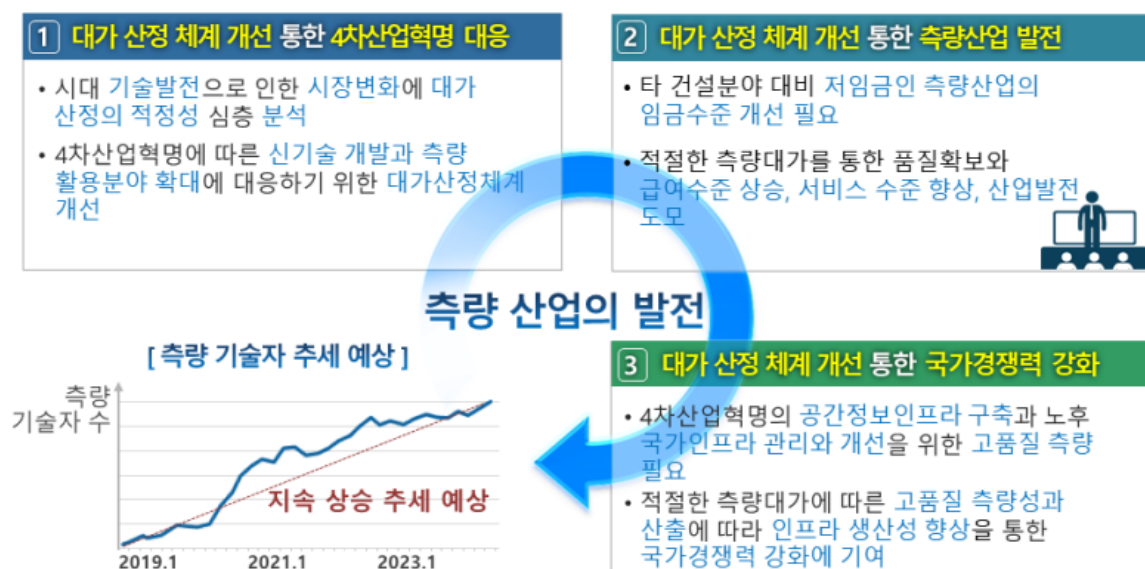 1 대가 산정 체계 개선 통한 4차산업혁명 대응
• 시대 기술발전으로 인한 시장변화에 대가
산정의 적정성 심층 분석
• 4차산업혁명에 따른 신기술 개발과 측량
활용분야 확대에 대응하기 위한 대가산정체계
개선
2 대가 산정 체계 개선 통한 측량산업 발전
• 타 건설분야 대비 저임금인 측량산업의
임금수준 개선 필요
• 적절한 측량대가를 통한 품질확보와
급여수준 상승, 서비스 수준 향상, 산업발전
도모
측량 산업의 발전
[ 측량 기술자 추세 예상 ]
측량
기술자 수
지속 상승 추세 예상
2019.1 2021.1 2023.1
3 대가 산정 체계 개선 통한 국가경쟁력 강화
• 4차산업혁명의 공간정보인프라 구축과 노후
국가인프라 관리와 개선을 위한 고품질 측량
필요
• 적절한 측량대가에 따른 고품질 측량성과
산출에 따라 인프라 생산성 향상을 통한
국가경쟁력 강화에 기여